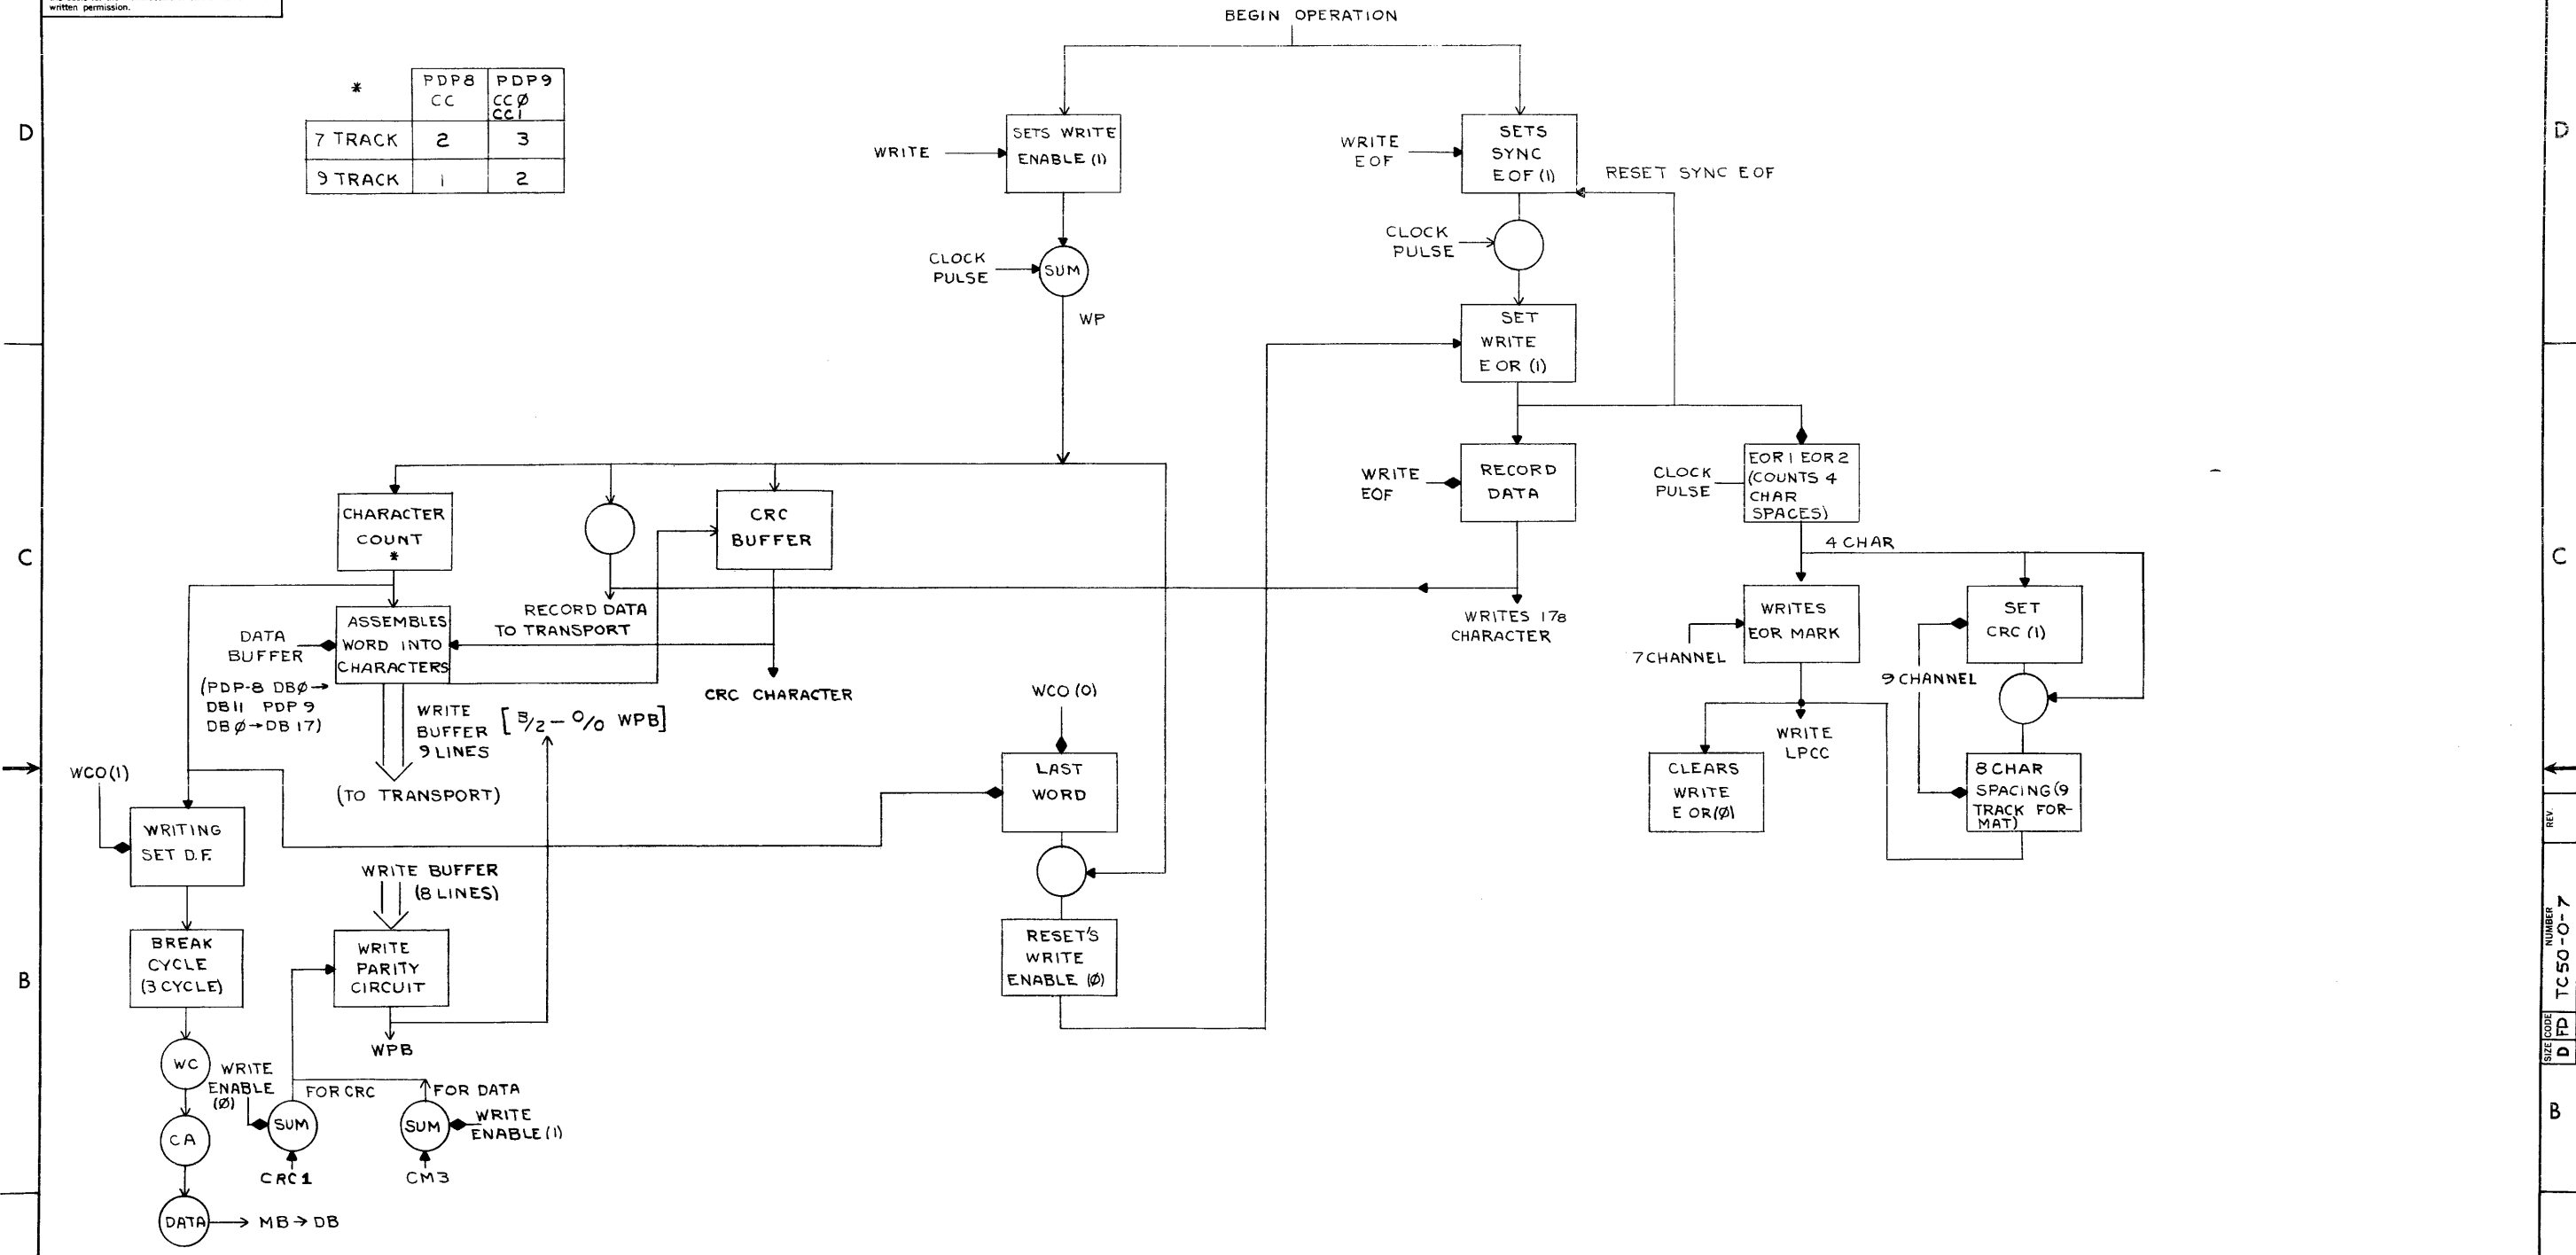 written permission.
BEGIN OPERATION
*
PDP8
CC
PDP9
CCØ
CC1
7 TRACK 2 3
9 TRACK 1 2
D
D
WRITE
SETS WRITE
ENABLE (1)
WRITE
EOF
SETS
SYNC
EOF (1)
RESET SYNC EOF
CLOCK
PULSE
SUM
WP
CLOCK
PULSE
SET
WRITE
EOR (1)
CHARACTER
COUNT
*
CRC
BUFFER
WRITE
EOF
RECORD
DATA
CLOCK
PULSE
EOR1 EOR2
(COUNTS 4
CHAR
SPACES)
4 CHAR
C
C
DATA
BUFFER
(PDP-8 DBØ→
DB11 PDP 9
DBØ→DB 17)
ASSEMBLES
WORD INTO
CHARACTERS
RECORD DATA
TO TRANSPORT
CRC CHARACTER
WRITES 178
CHARACTER
7 CHANNEL
WRITES
EOR MARK
SET
CRC (1)
9 CHANNEL
WRITE
BUFFER
9 LINES
[B/2 - 0/0 WPB]
(TO TRANSPORT)
WCO (0)
LAST
WORD
WRITE
LPCC
CLEARS
WRITE
EOR(Ø)
8 CHAR
SPACING(9
TRACK FOR-
MAT)
WCO(1)
WRITING
SET D.F.
WRITE BUFFER
(8 LINES)
BREAK
CYCLE
(3 CYCLE)
WRITE
PARITY
CIRCUIT
WPB
RESET'S
WRITE
ENABLE (Ø)
WC
WRITE
ENABLE
(Ø)
FOR CRC
FOR DATA
CA
SUM
SUM
WRITE
ENABLE(1)
CRC1
CM3
DATA
MB→DB
B
B
REV.
NUMBER
TC50-0-7
SIZE CODE
D FD